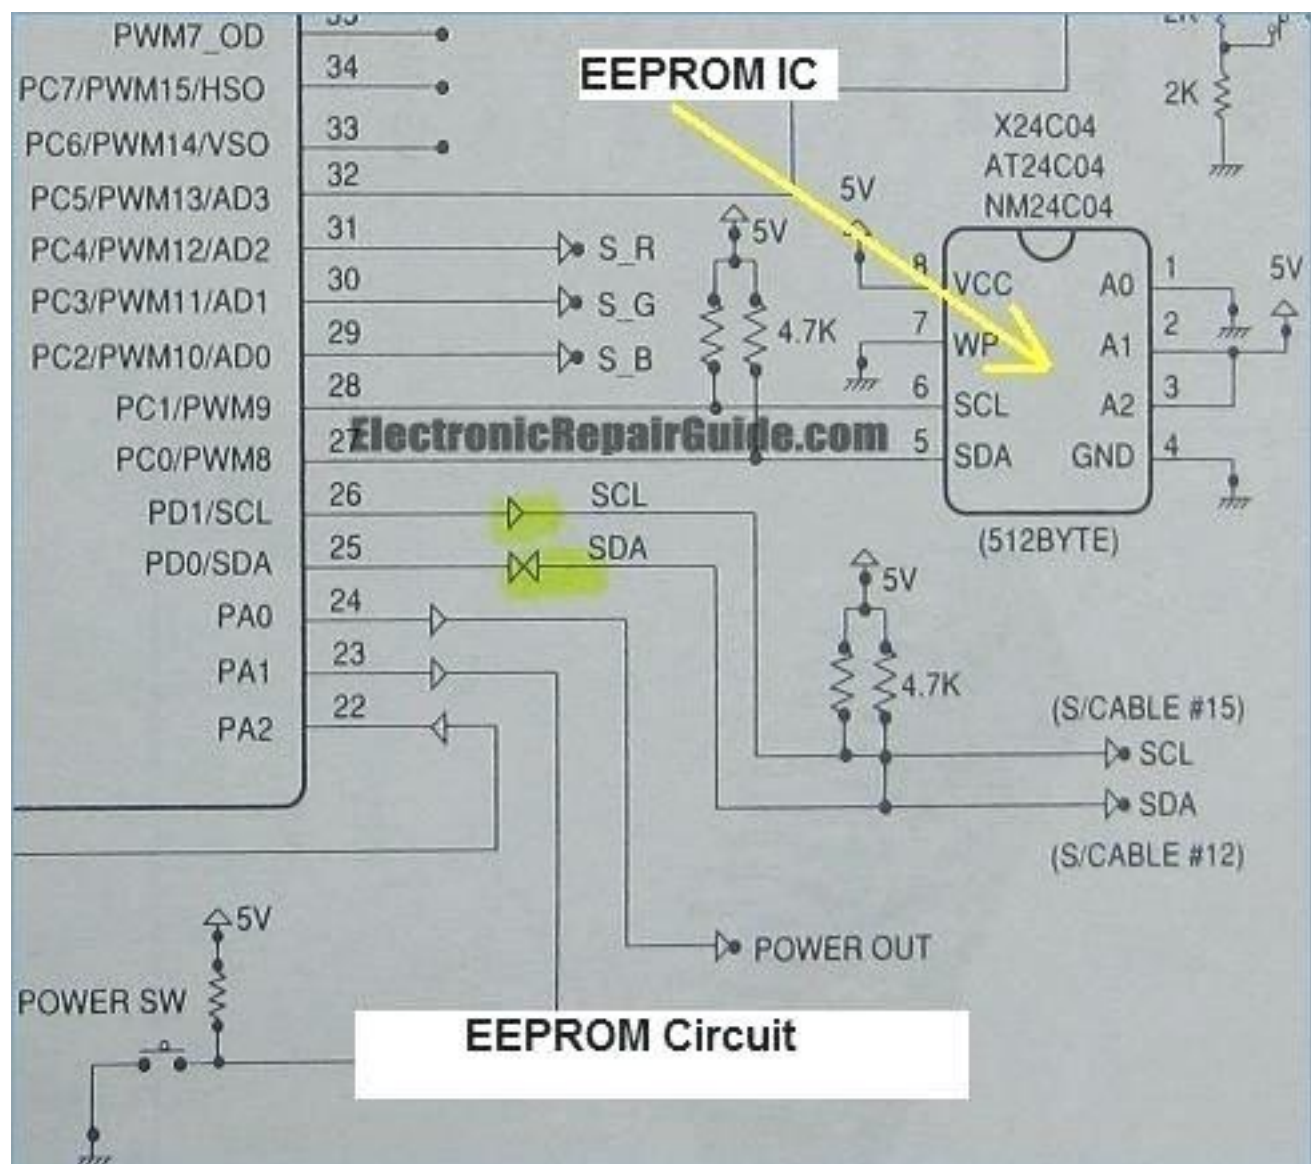 PWM7_OD
34
PC7/PWM15/HSO
33
PC6/PWM14/VSO
32
PC5/PWM13/AD3
31
PC4/PWM12/AD2
S_R
30
PC3/PWM11/AD1
S_G
29
PC2/PWM10/AD0
S_B
28
PC1/PWM9
27
PC0/PWM8
26
PD1/SCL
SCL
25
PD0/SDA
SDA
24
PA0
23
PA1
22
PA2
EEPROM IC
2K
X24C04
AT24C04
NM24C04
5V
5V
4.7K
8
VCC
A0
1
5V
7
WP
A1
2
6
SCL
A2
3
5
SDA
GND
4
(512BYTE)
ElectronicRepairGuide.com
5V
4.7K
(S/CABLE #15)
SCL
SDA
(S/CABLE #12)
POWER OUT
5V
POWER SW
EEPROM Circuit